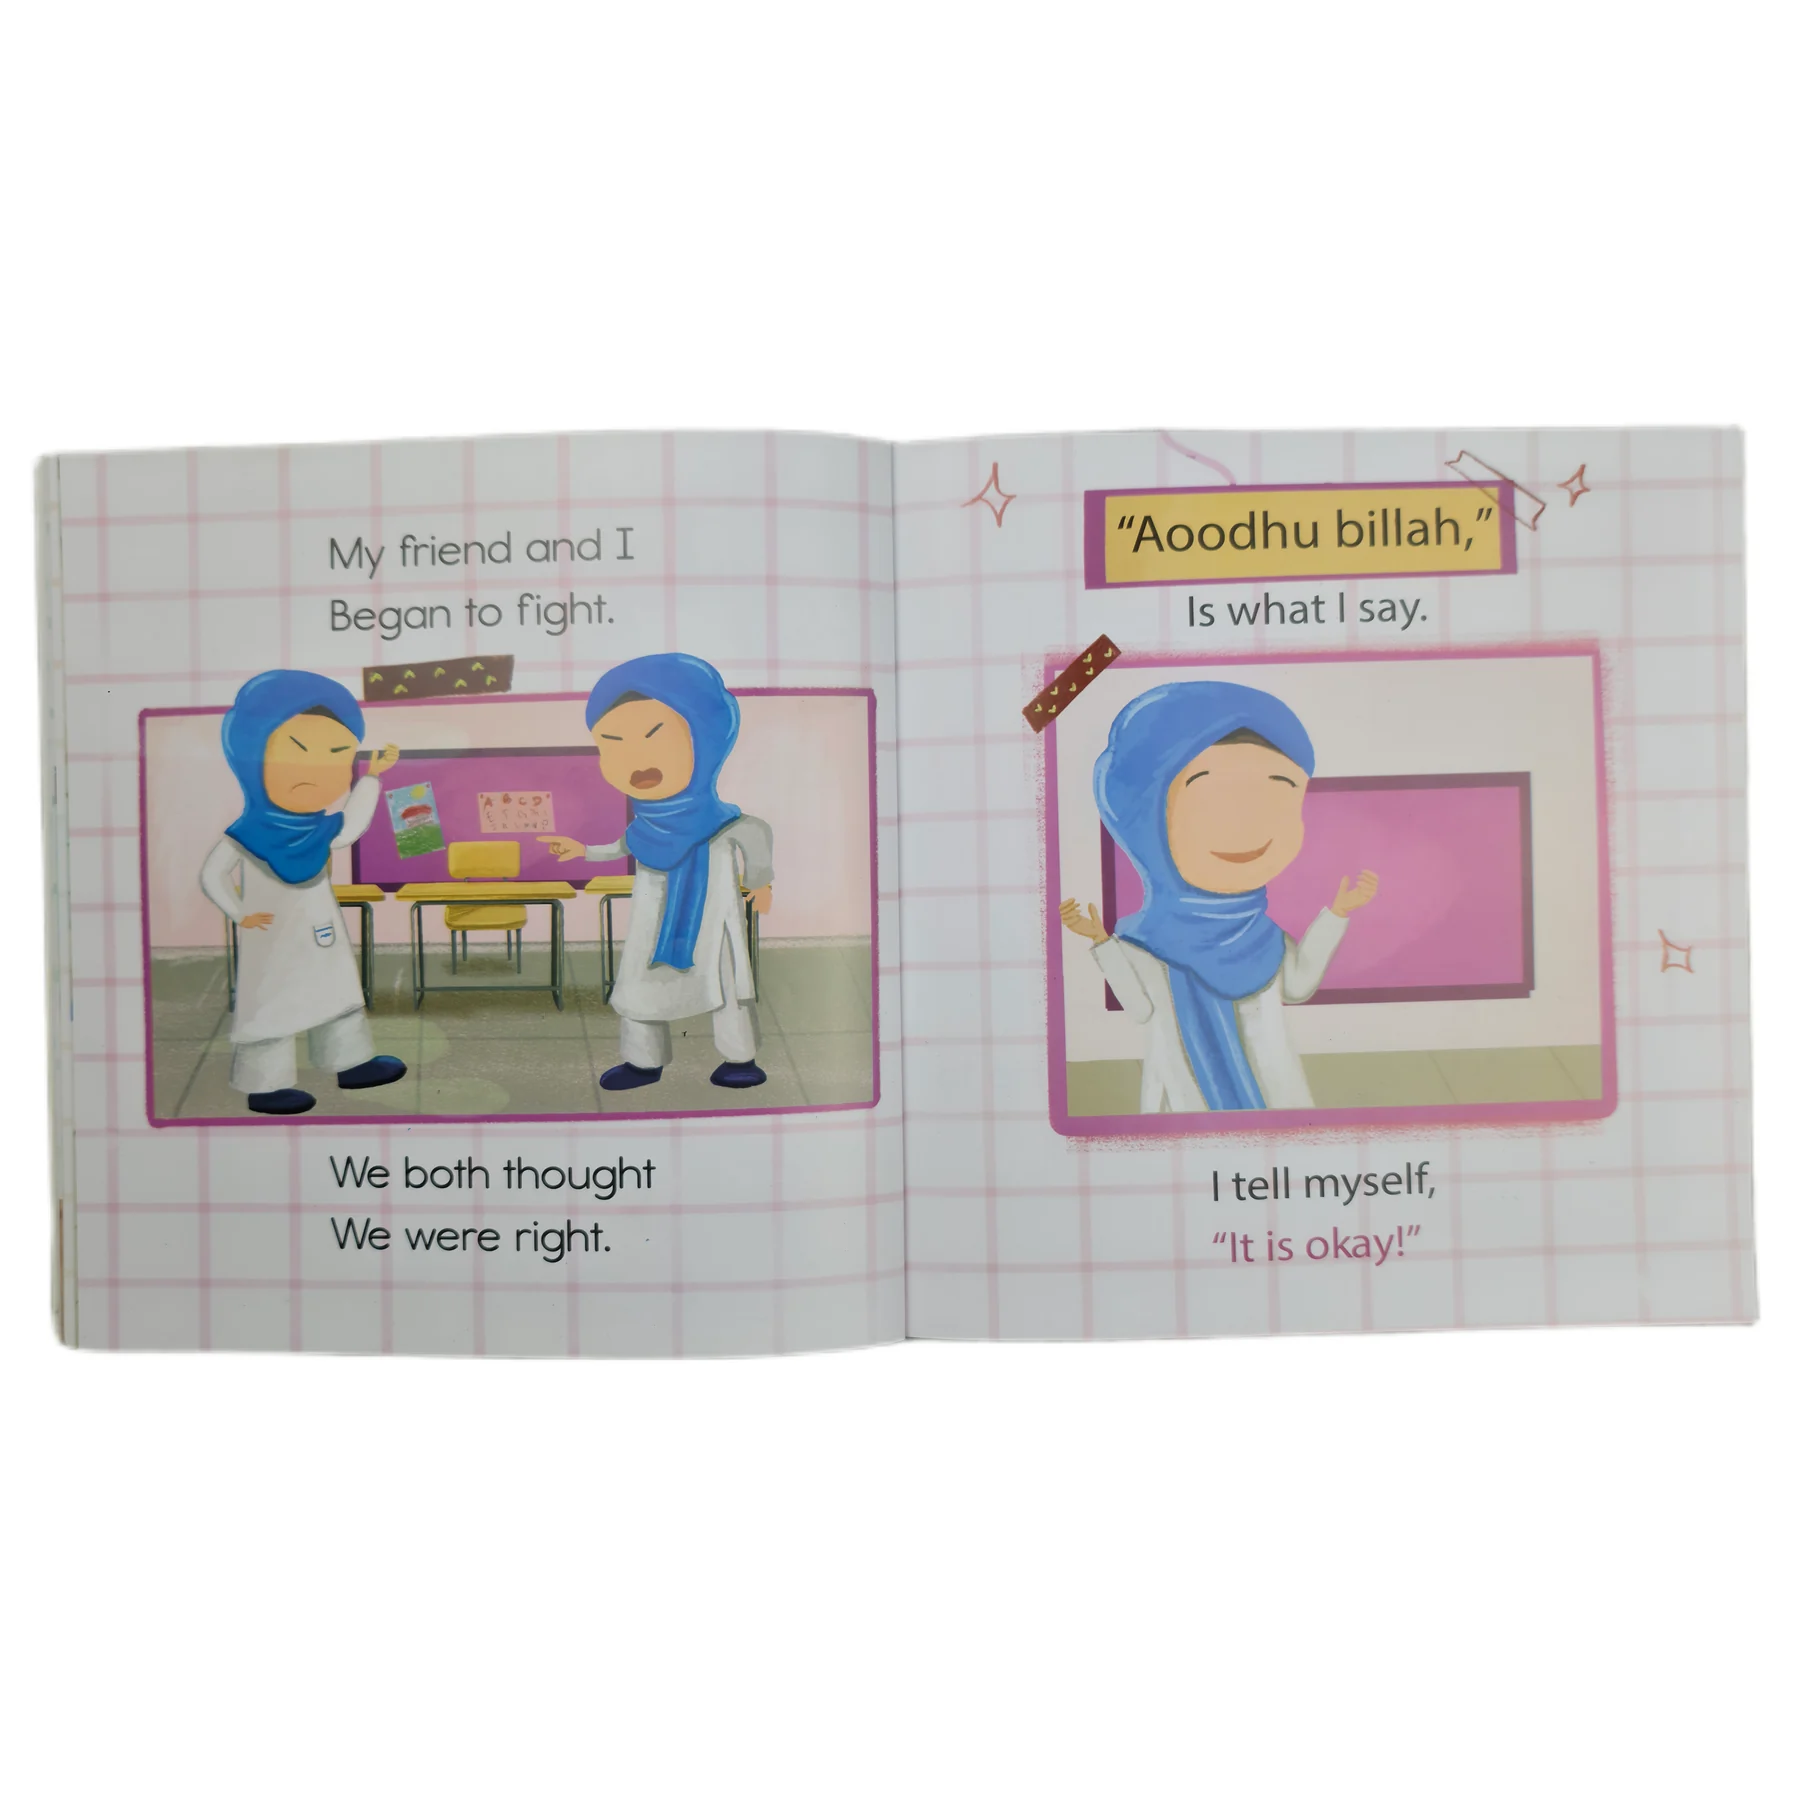 My friend and I
Began to fight.
A B C D
We both thought
We were right.
“Aoodhu billah,”
Is what I say.
I tell myself,
“It is okay!”